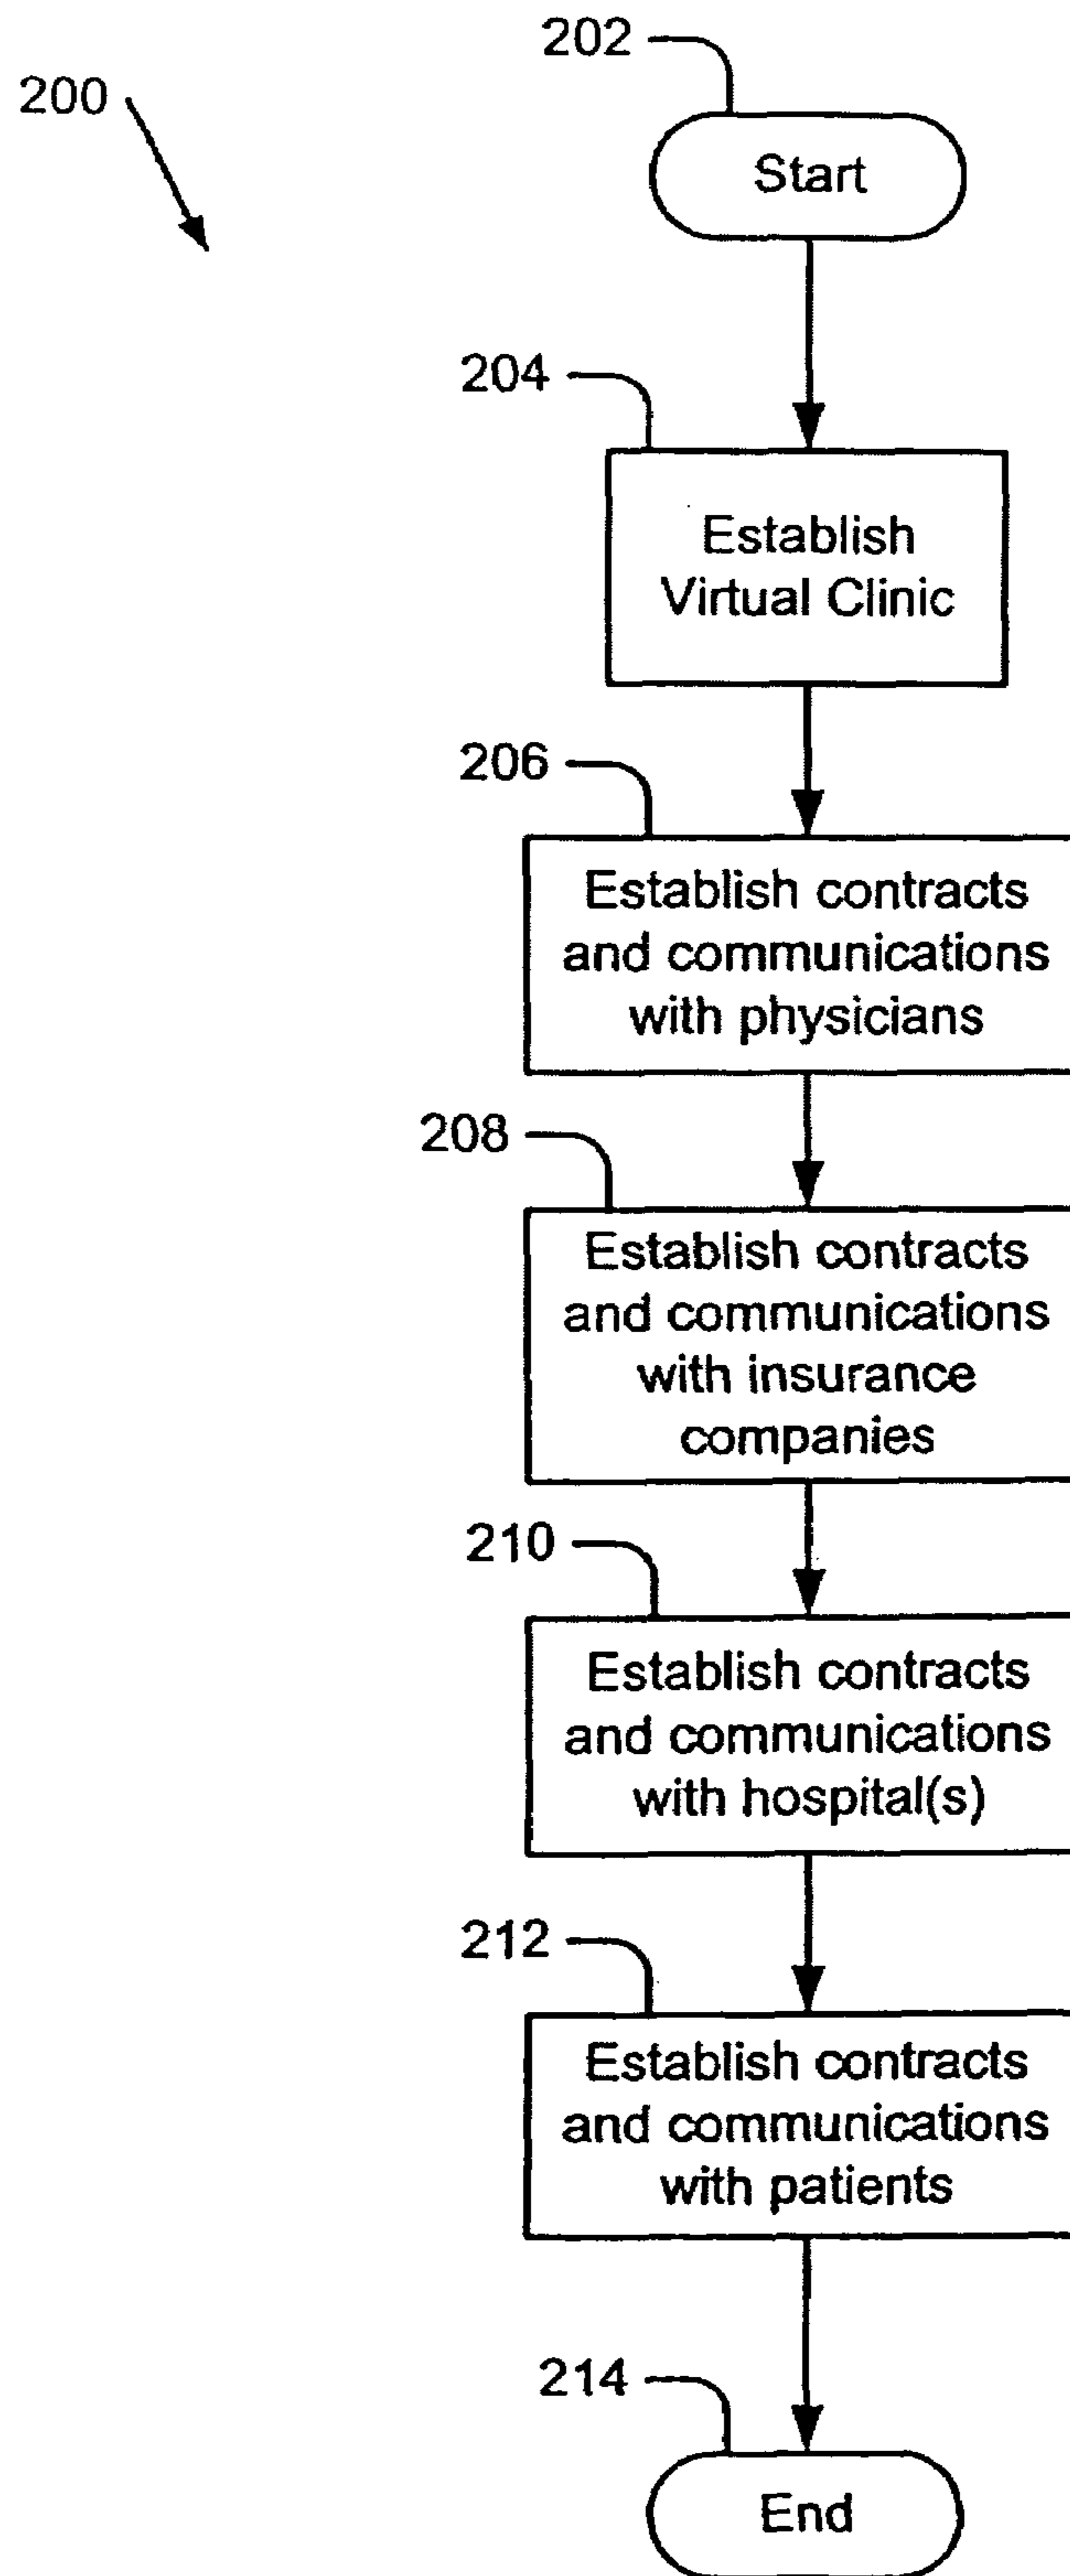 202
200
Start
204
Establish
Virtual Clinic
206
Establish contracts
and communications
with physicians
208
Establish contracts
and communications
with insurance
companies
210
Establish contracts
and communications
with hospital(s)
212
Establish contracts
and communications
with patients
214
End